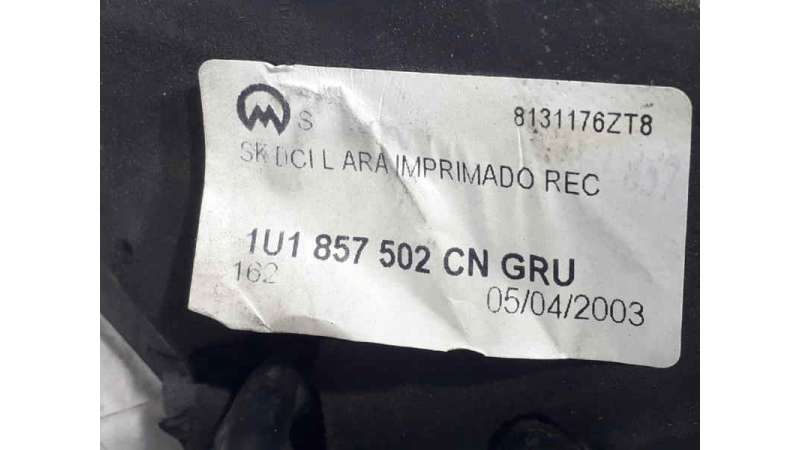 S 8131176ZT8
SK DCI L ARA IMPRIMADO REC
1U1 857 502 CN GRU
162 05/04/2003